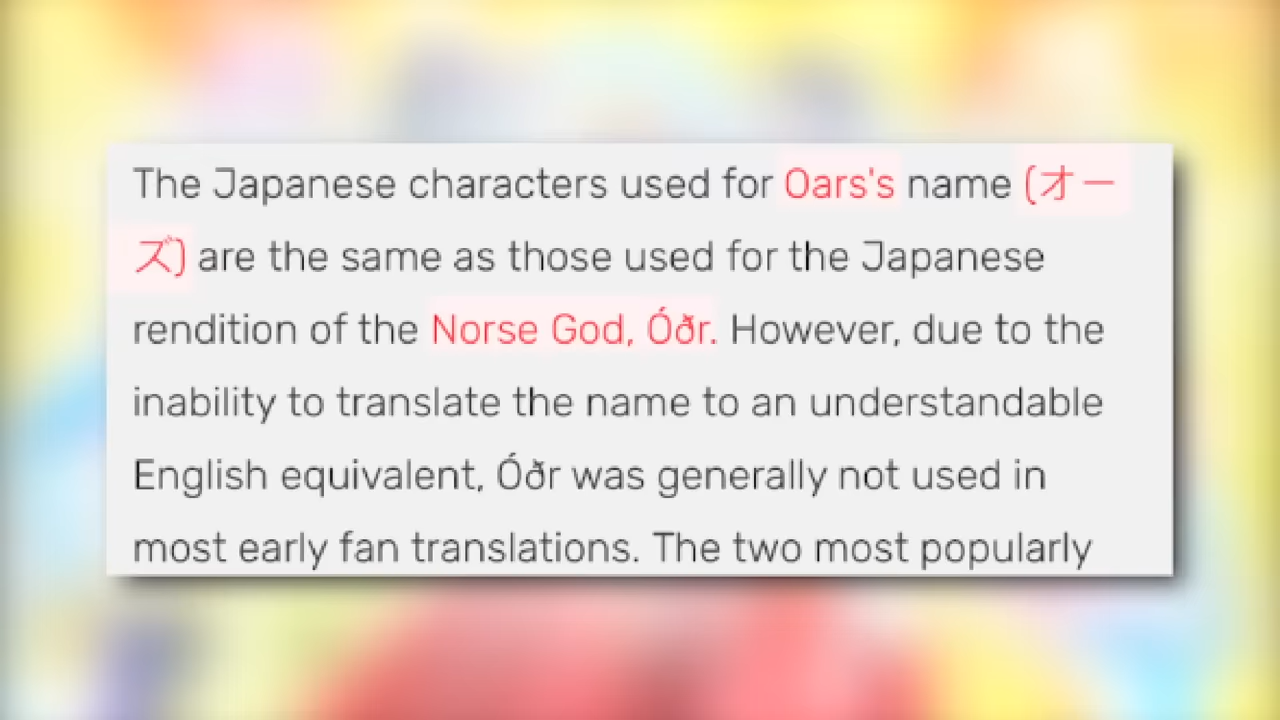 The Japanese characters used for Oars's name (オー
ズ) are the same as those used for the Japanese
rendition of the Norse God, Óðr. However, due to the
inability to translate the name to an understandable
English equivalent, Óðr was generally not used in
most early fan translations. The two most popularly